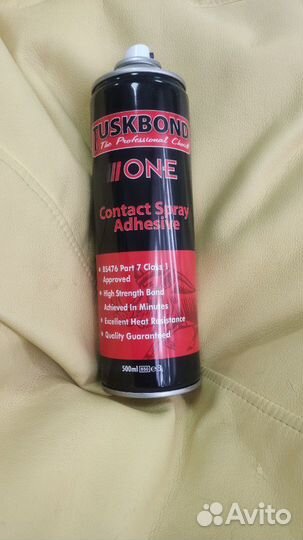 TUSKBOND
The Professional Choice
ONE
Contact Spray
Adhesive
• BS476 Part 7 Class 1
Approved
• High Strength Bond
Achieved In Minutes
• Excellent Heat Resistance
• Quality Guaranteed
500ml 650 ℮
Avito